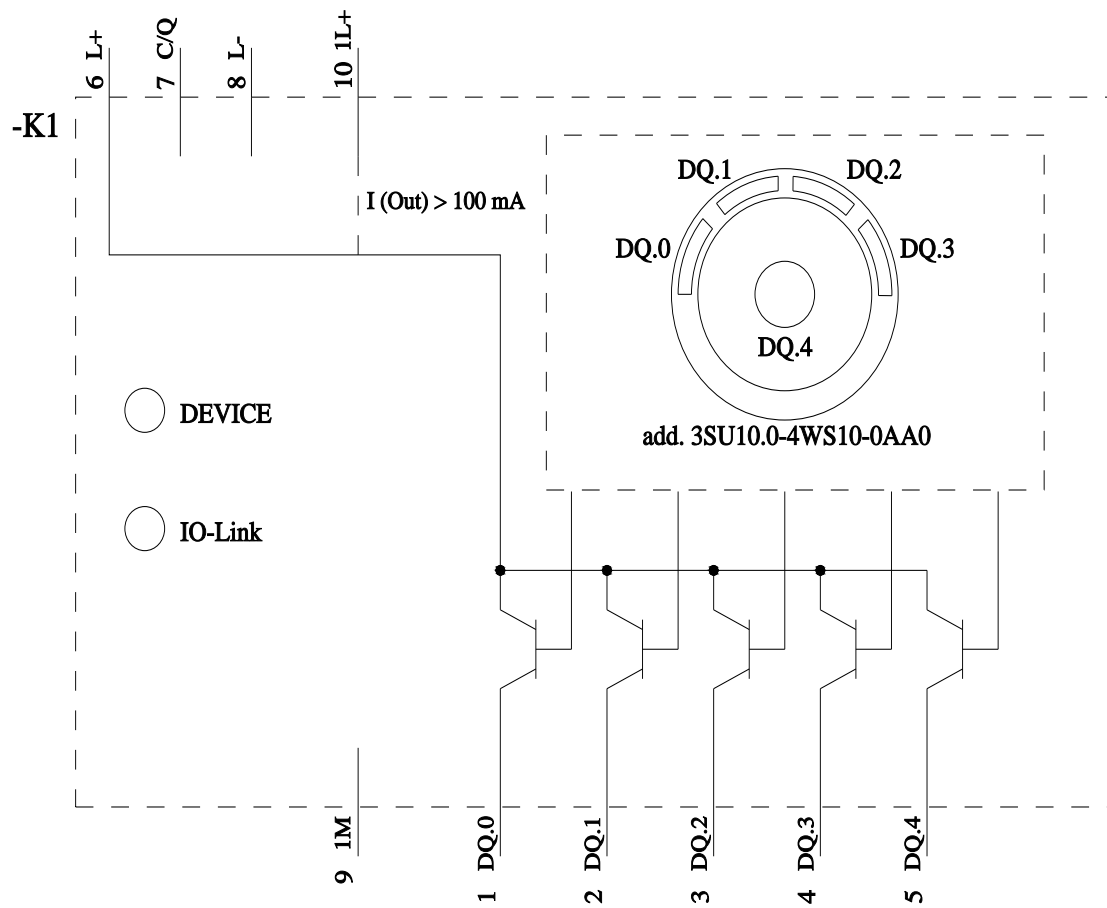 6 L+
7 C/Q
8 L-
10 1L+
-K1
I (Out) > 100 mA
DQ.1
DQ.2
DQ.0
DQ.3
DQ.4
add. 3SU10.0-4WS10-0AA0
DEVICE
IO-Link
9 1M
1 DQ.0
2 DQ.1
3 DQ.2
4 DQ.3
5 DQ.4